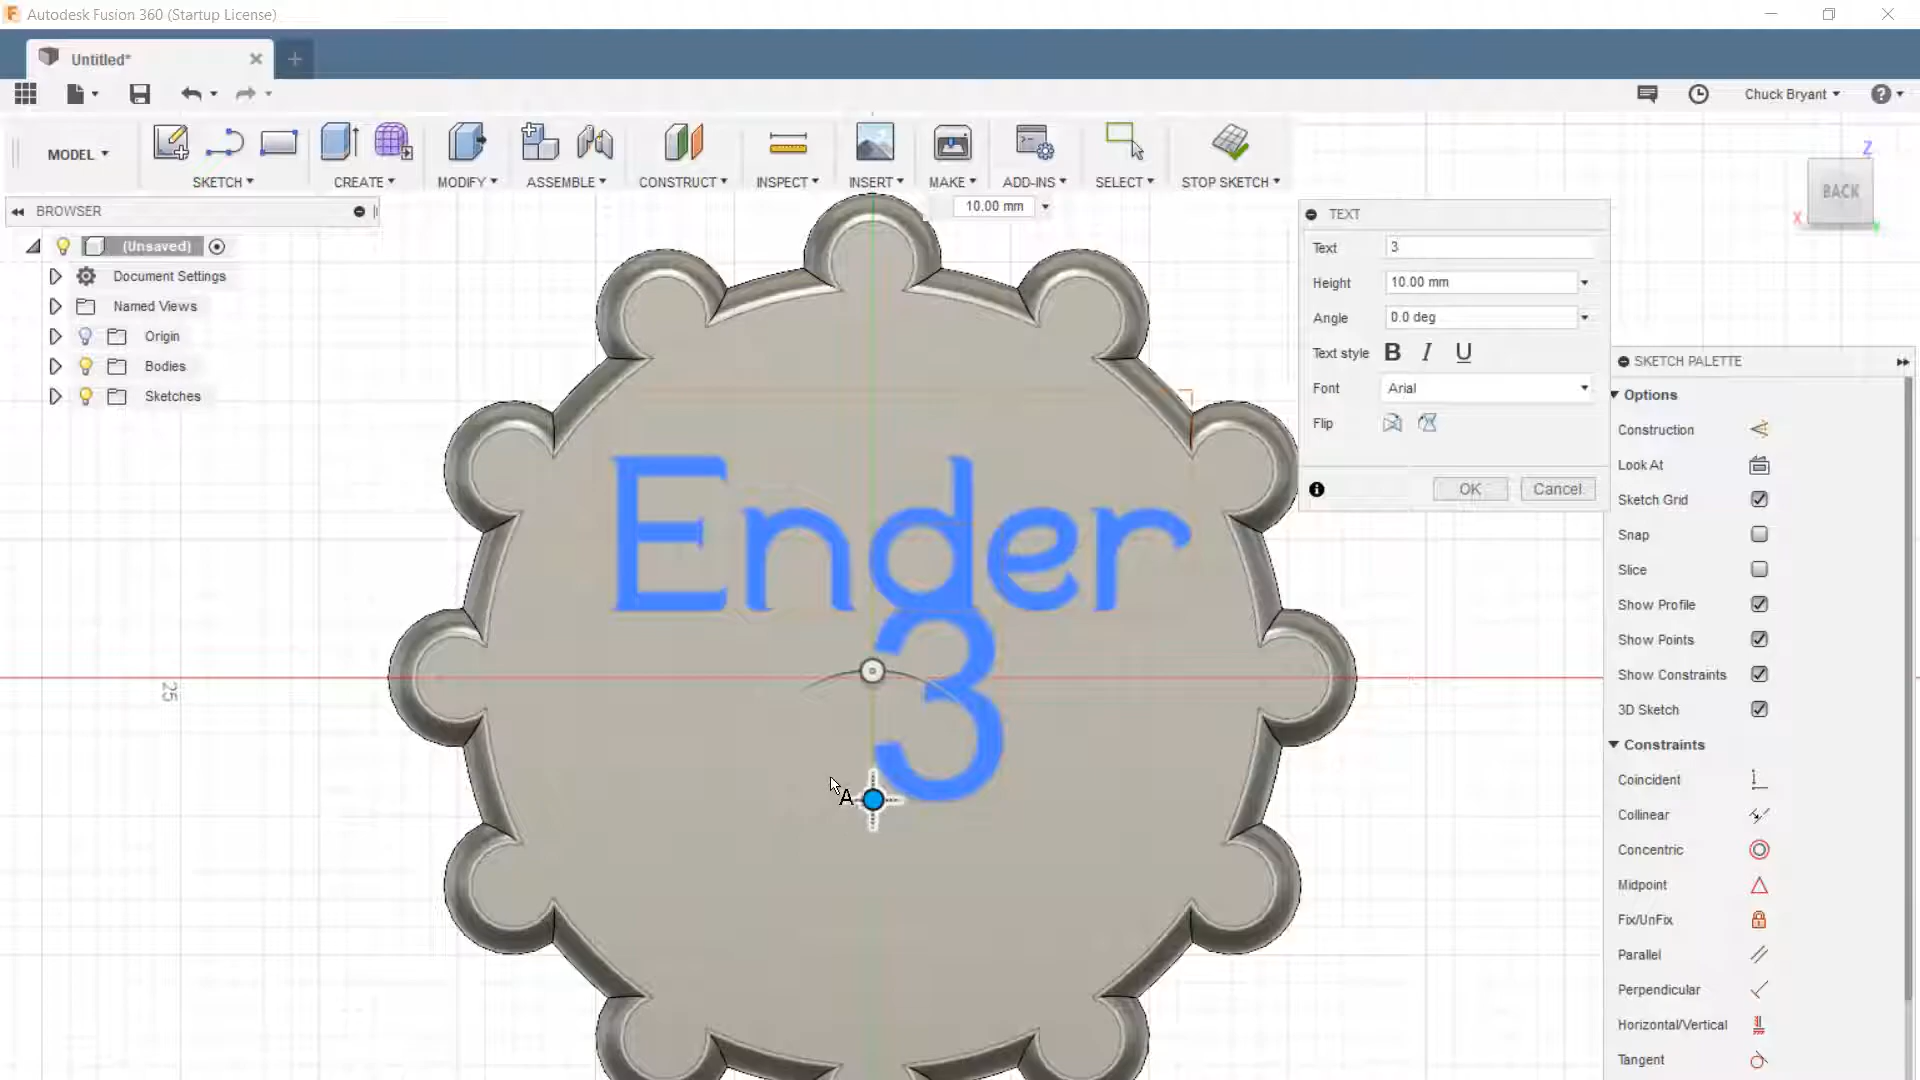 Autodesk Fusion 360 (Startup License)
Untitled*
Chuck Bryant
MODEL
SKETCH
CREATE
MODIFY
ASSEMBLE
CONSTRUCT
INSPECT
INSERT
MAKE
ADD-INS
SELECT
STOP SKETCH
BROWSER
(Unsaved)
Document Settings
Named Views
Origin
Bodies
Sketches
10.00 mm
Z
BACK
X
Y
TEXT
Text 3
Height 10.00 mm
Angle 0.0 deg
Text style B I U
Font Arial
Flip
OK Cancel
SKETCH PALETTE
Options
Construction
Look At
Sketch Grid
Snap
Slice
Show Profile
Show Points
Show Constraints
3D Sketch
Constraints
Coincident
Collinear
Concentric
Midpoint
Fix/UnFix
Parallel
Perpendicular
Horizontal/Vertical
Tangent
Ender
3
25
A